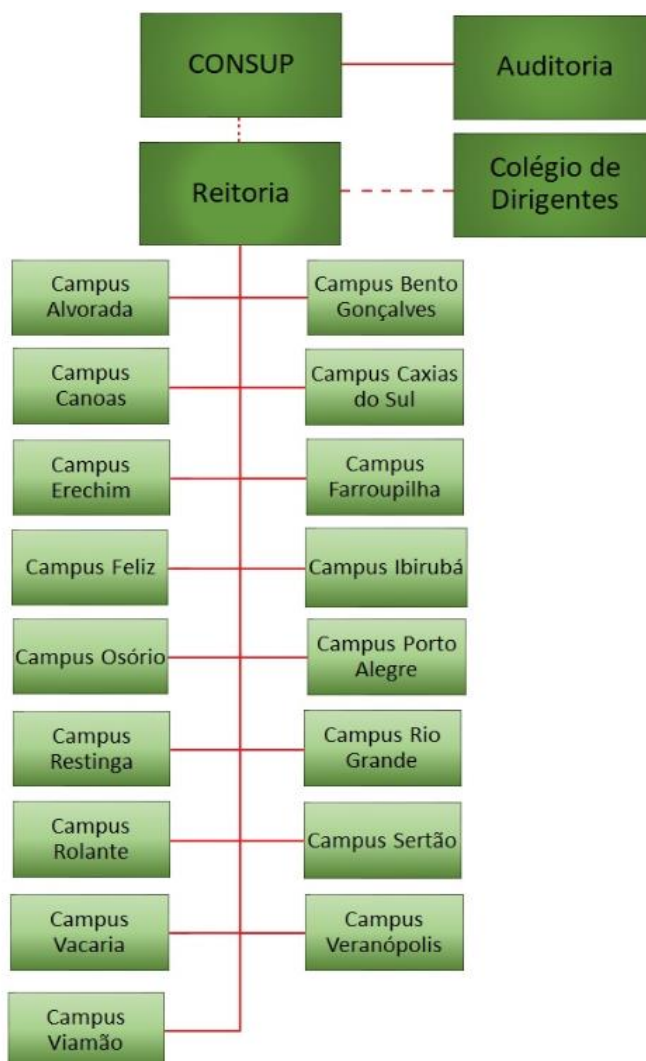 CONSUP
Auditoria
Reitoria
Colégio de
Dirigentes
Campus
Alvorada
Campus Bento
Gonçalves
Campus
Canoas
Campus Caxias
do Sul
Campus
Erechim
Campus
Farroupilha
Campus Feliz
Campus Ibirubá
Campus Osório
Campus Porto
Alegre
Campus
Restinga
Campus Rio
Grande
Campus
Rolante
Campus Sertão
Campus
Vacaria
Campus
Veranópolis
Campus
Viamão